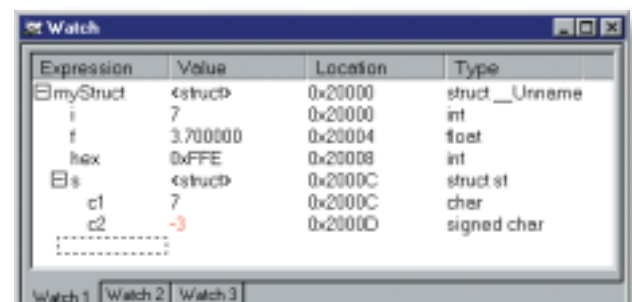 Watch
Expression Value Location Type
myStruct <struct> 0x20000 struct __Unname
i 7 0x20000 int
f 3.700000 0x20004 float
hex 0xFFE 0x20008 int
s <struct> 0x2000C struct st
c1 7 0x2000C char
c2 -3 0x2000D signed char
Watch 1 Watch 2 Watch 3